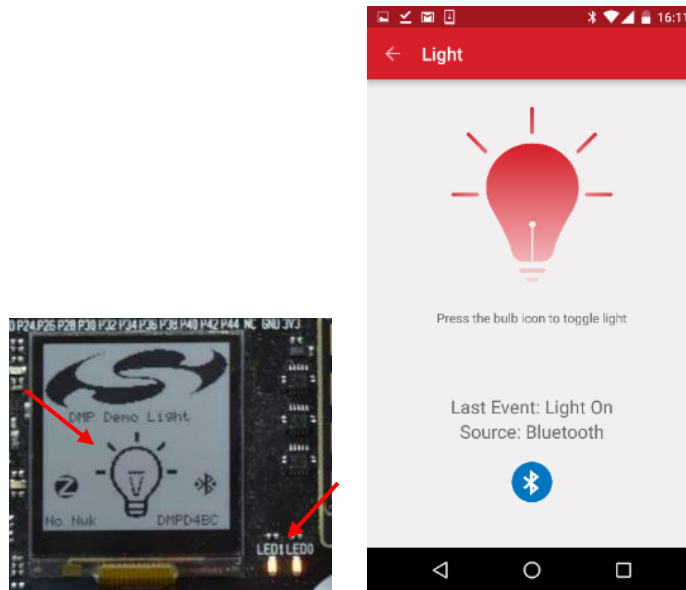 P24 P26 P28 P30 P32 P34 P36 P38 P40 P42 P44 NC GND 3V3
DMP Demo Light
No Nuk
DMPD4BC
LED1 LED0
16:11
Light
Press the bulb icon to toggle light
Last Event: Light On
Source: Bluetooth